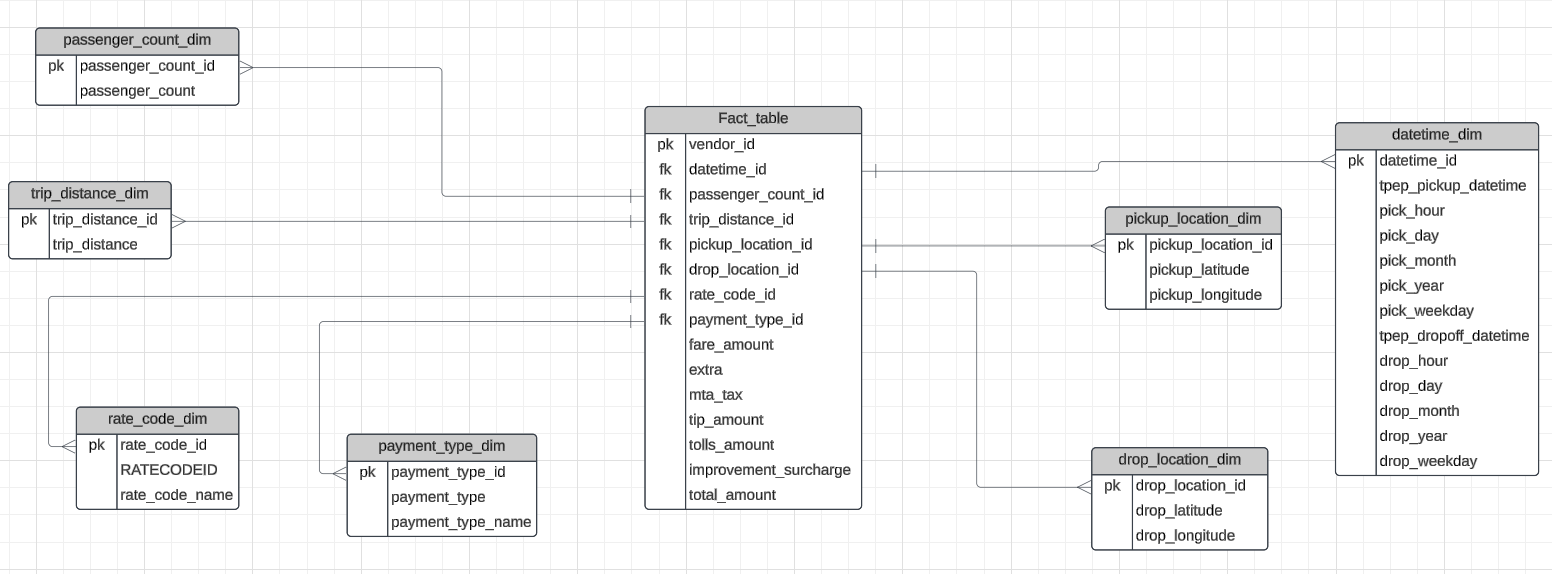 passenger_count_dim
pk passenger_count_id
passenger_count
trip_distance_dim
pk trip_distance_id
trip_distance
rate_code_dim
pk rate_code_id
RATECODEID
rate_code_name
payment_type_dim
pk payment_type_id
payment_type
payment_type_name
Fact_table
pk vendor_id
fk datetime_id
fk passenger_count_id
fk trip_distance_id
fk pickup_location_id
fk drop_location_id
fk rate_code_id
fk payment_type_id
fare_amount
extra
mta_tax
tip_amount
tolls_amount
improvement_surcharge
total_amount
pickup_location_dim
pk pickup_location_id
pickup_latitude
pickup_longitude
drop_location_dim
pk drop_location_id
drop_latitude
drop_longitude
datetime_dim
pk datetime_id
tpep_pickup_datetime
pick_hour
pick_day
pick_month
pick_year
pick_weekday
tpep_dropoff_datetime
drop_hour
drop_day
drop_month
drop_year
drop_weekday